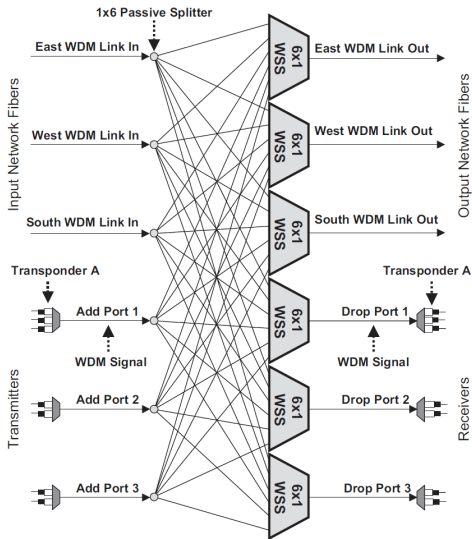 1x6 Passive Splitter
East WDM Link In
6x1
WSS
East WDM Link Out
Input Network Fibers
Output Network Fibers
West WDM Link In
6x1
WSS
West WDM Link Out
South WDM Link In
6x1
WSS
South WDM Link Out
Transponder A
Transponder A
Add Port 1
6x1
WSS
Drop Port 1
WDM Signal
WDM Signal
Transmitters
Receivers
Add Port 2
6x1
WSS
Drop Port 2
Add Port 3
6x1
WSS
Drop Port 3